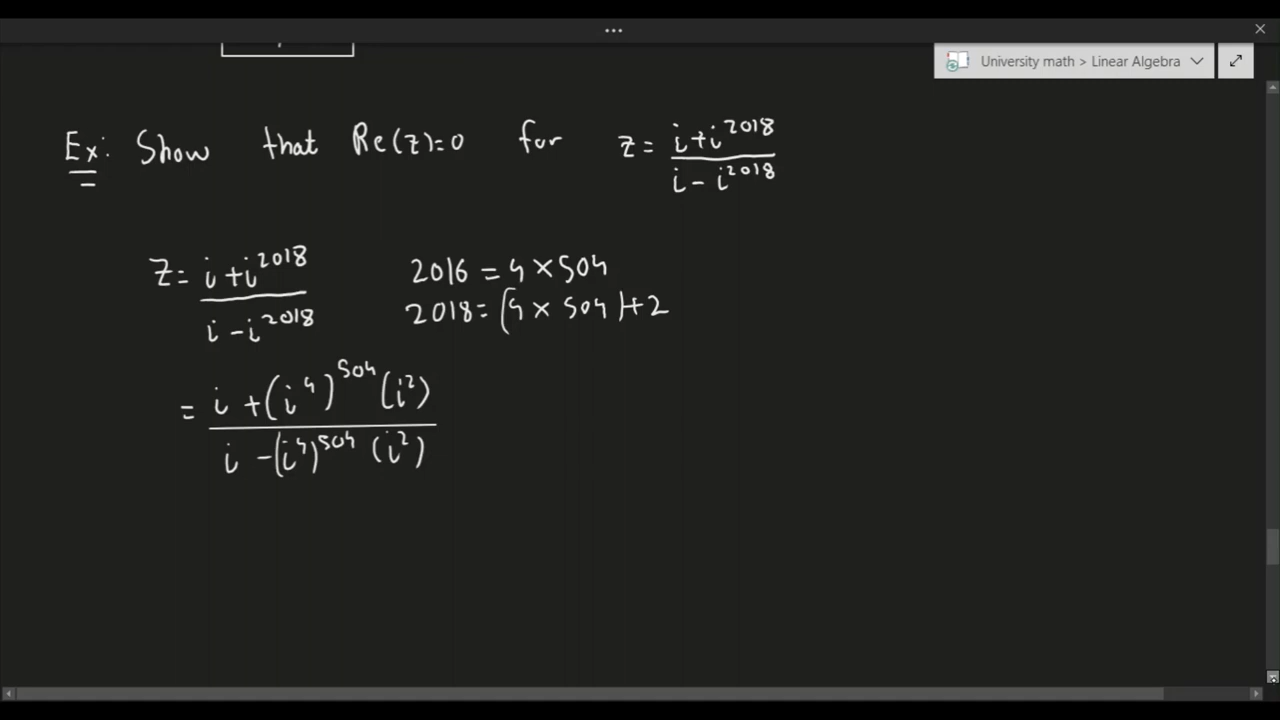 ...
University math > Linear Algebra
Ex: Show that Re(z)=0 for z = (i+i^2018)/(i-i^2018)
z = (i+i^2018)/(i-i^2018)
2016 = 4 × 504
2018 = (4 × 504)+2
= (i+(i^4)^504 (i^2))/(i-(i^4)^504 (i^2))